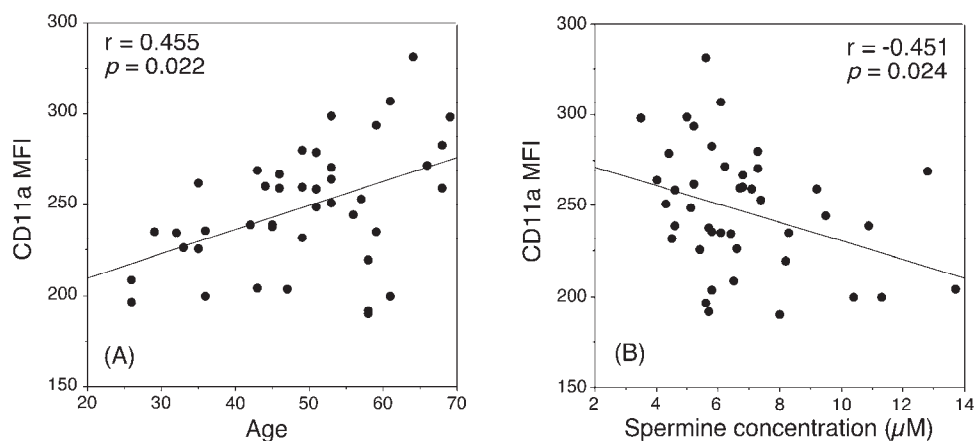 300
250
200
150
CD11a MFI
r = 0.455
p = 0.022
(A)
20 30 40 50 60 70
Age
300
250
200
150
CD11a MFI
r = -0.451
p = 0.024
(B)
2 4 6 8 10 12 14
Spermine concentration (µM)